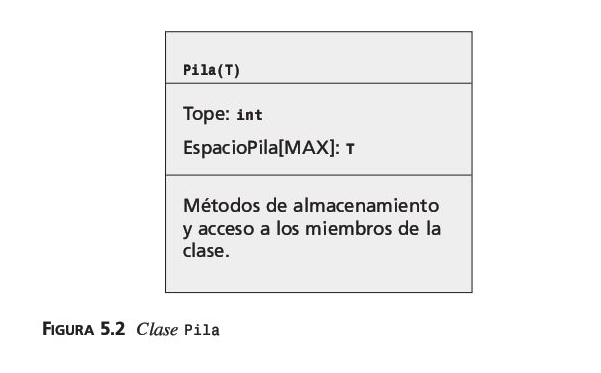 Pila(T)
Tope: int
EspacioPila[MAX]: T
Métodos de almacenamiento
y acceso a los miembros de la
clase.
FIGURA 5.2 Clase Pila